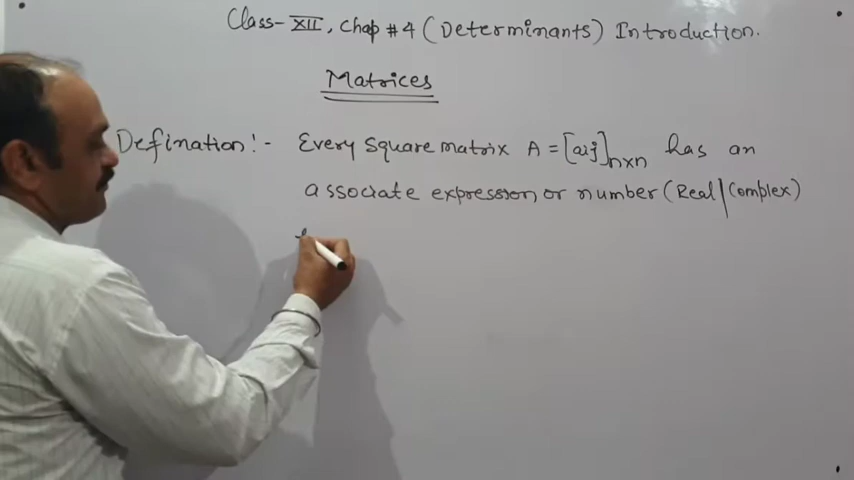 Class-XII, Chap #4 (Determinants) Introduction.
Matrices
Defination:- Every square matrix A = [aij]n×n has an
associate expression or number (Real/Complex)